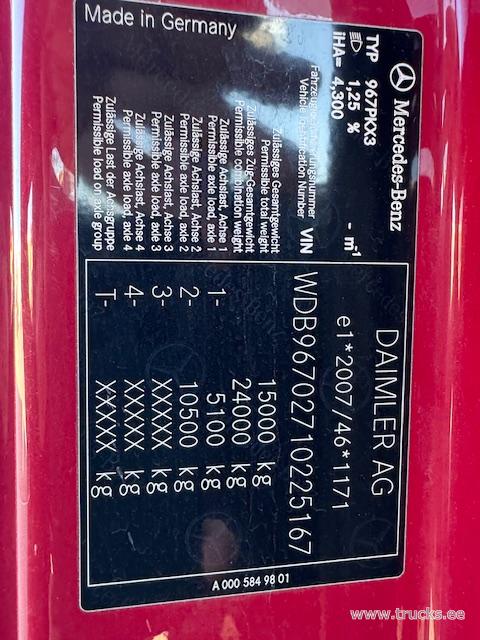 Mercedes-Benz
TYP 967PKX3
1,25 %
iHA= 4,300 - m⁻¹
DAIMLER AG
e1*2007/46*1171
Fahrzeugidentifizierungsnummer
Vehicle Identification Number VIN
WDB9670271022516​7
Zulässiges Gesamtgewicht
Permissible total weight 15000 kg
Zulässiges Zug-Gesamtgewicht
Permissible combination weight 24000 kg
Zulässige Achslast, Achse 1
Permissible axle load, axle 1 1- 5100 kg
Zulässige Achslast, Achse 2
Permissible axle load, axle 2 2- 10500 kg
Zulässige Achslast, Achse 3
Permissible axle load, axle 3 3- XXXXX kg
Zulässige Achslast, Achse 4
Permissible axle load, axle 4 4- XXXXX kg
Zulässige Last der Achsgruppe
Permissible load on axle group T- XXXXX kg
Made in Germany
A 000 584 98 01
www.trucks.ee